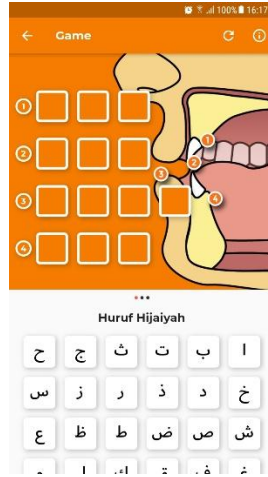 100% 16:17
Game
1
2
3
4
1
2
3
4
Huruf Hijaiyah
ا ب ت ث ج ح
خ د ذ ر ز س
ش ص ض ط ظ ع
غ ف ق ك ل م